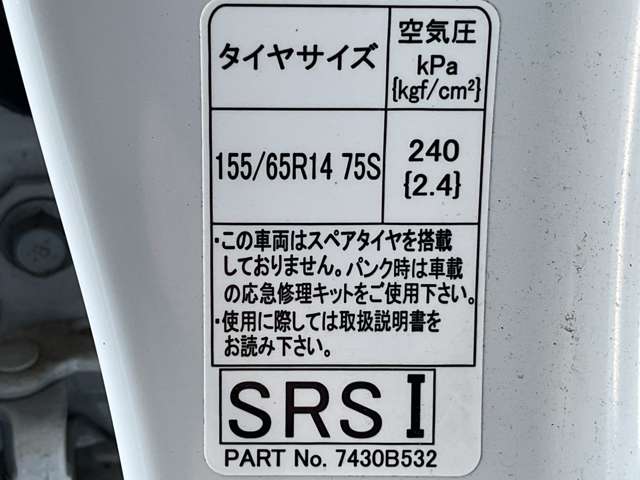 タイヤサイズ
空気圧
kPa
{kgf/cm²}
155/65R14 75S
240
{2.4}
・この車両はスペアタイヤを搭載
しておりません。パンク時は車載
の応急修理キットをご使用下さい。
・使用に際しては取扱説明書を
お読み下さい。
SRS I
PART No. 7430B532